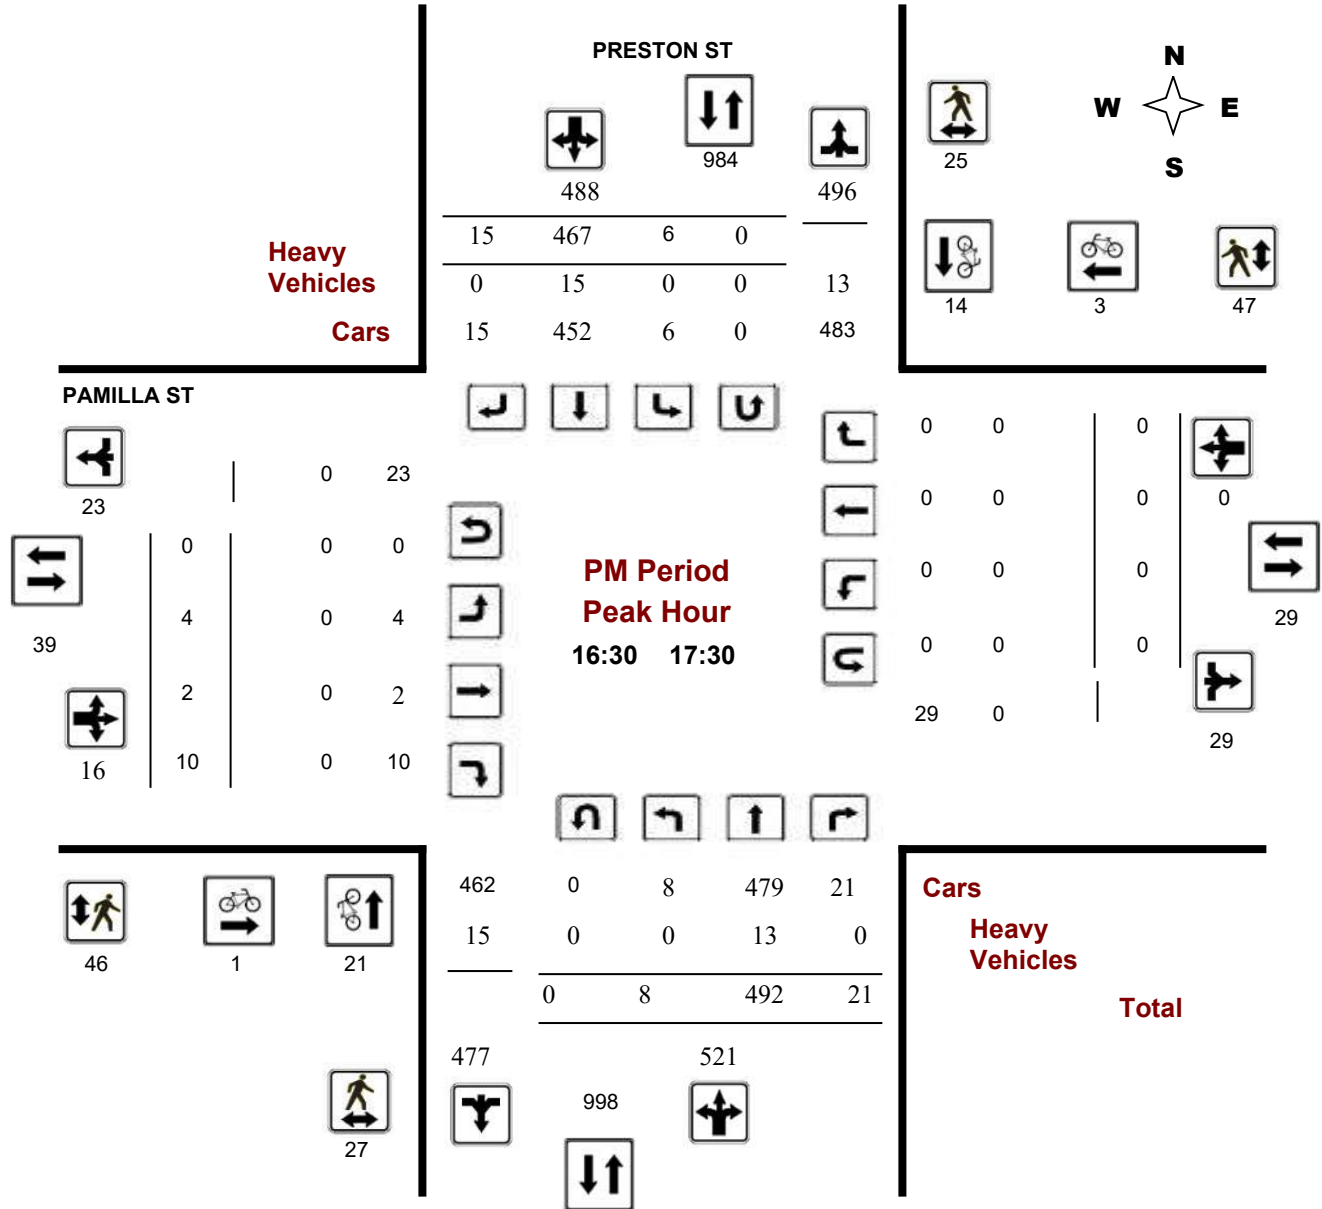 PRESTON ST
N
W E
S
984
25
488 496
15 467 6 0
Heavy
Vehicles
0 15 0 0 13
14 3 47
Cars
15 452 6 0 483
PAMILLA ST
0 0 0
0 23
23
0 0 0 0
0 0 0
PM Period
0 0 0
Peak Hour
4 0 4
29
39
16:30 17:30
0 0 0
2 0 2
29 0
29
16
10 0 10
462 0 8 479 21
Cars
15 0 0 13 0
Heavy
Vehicles
46 1 21
0 8 492 21
Total
477 521
998
27